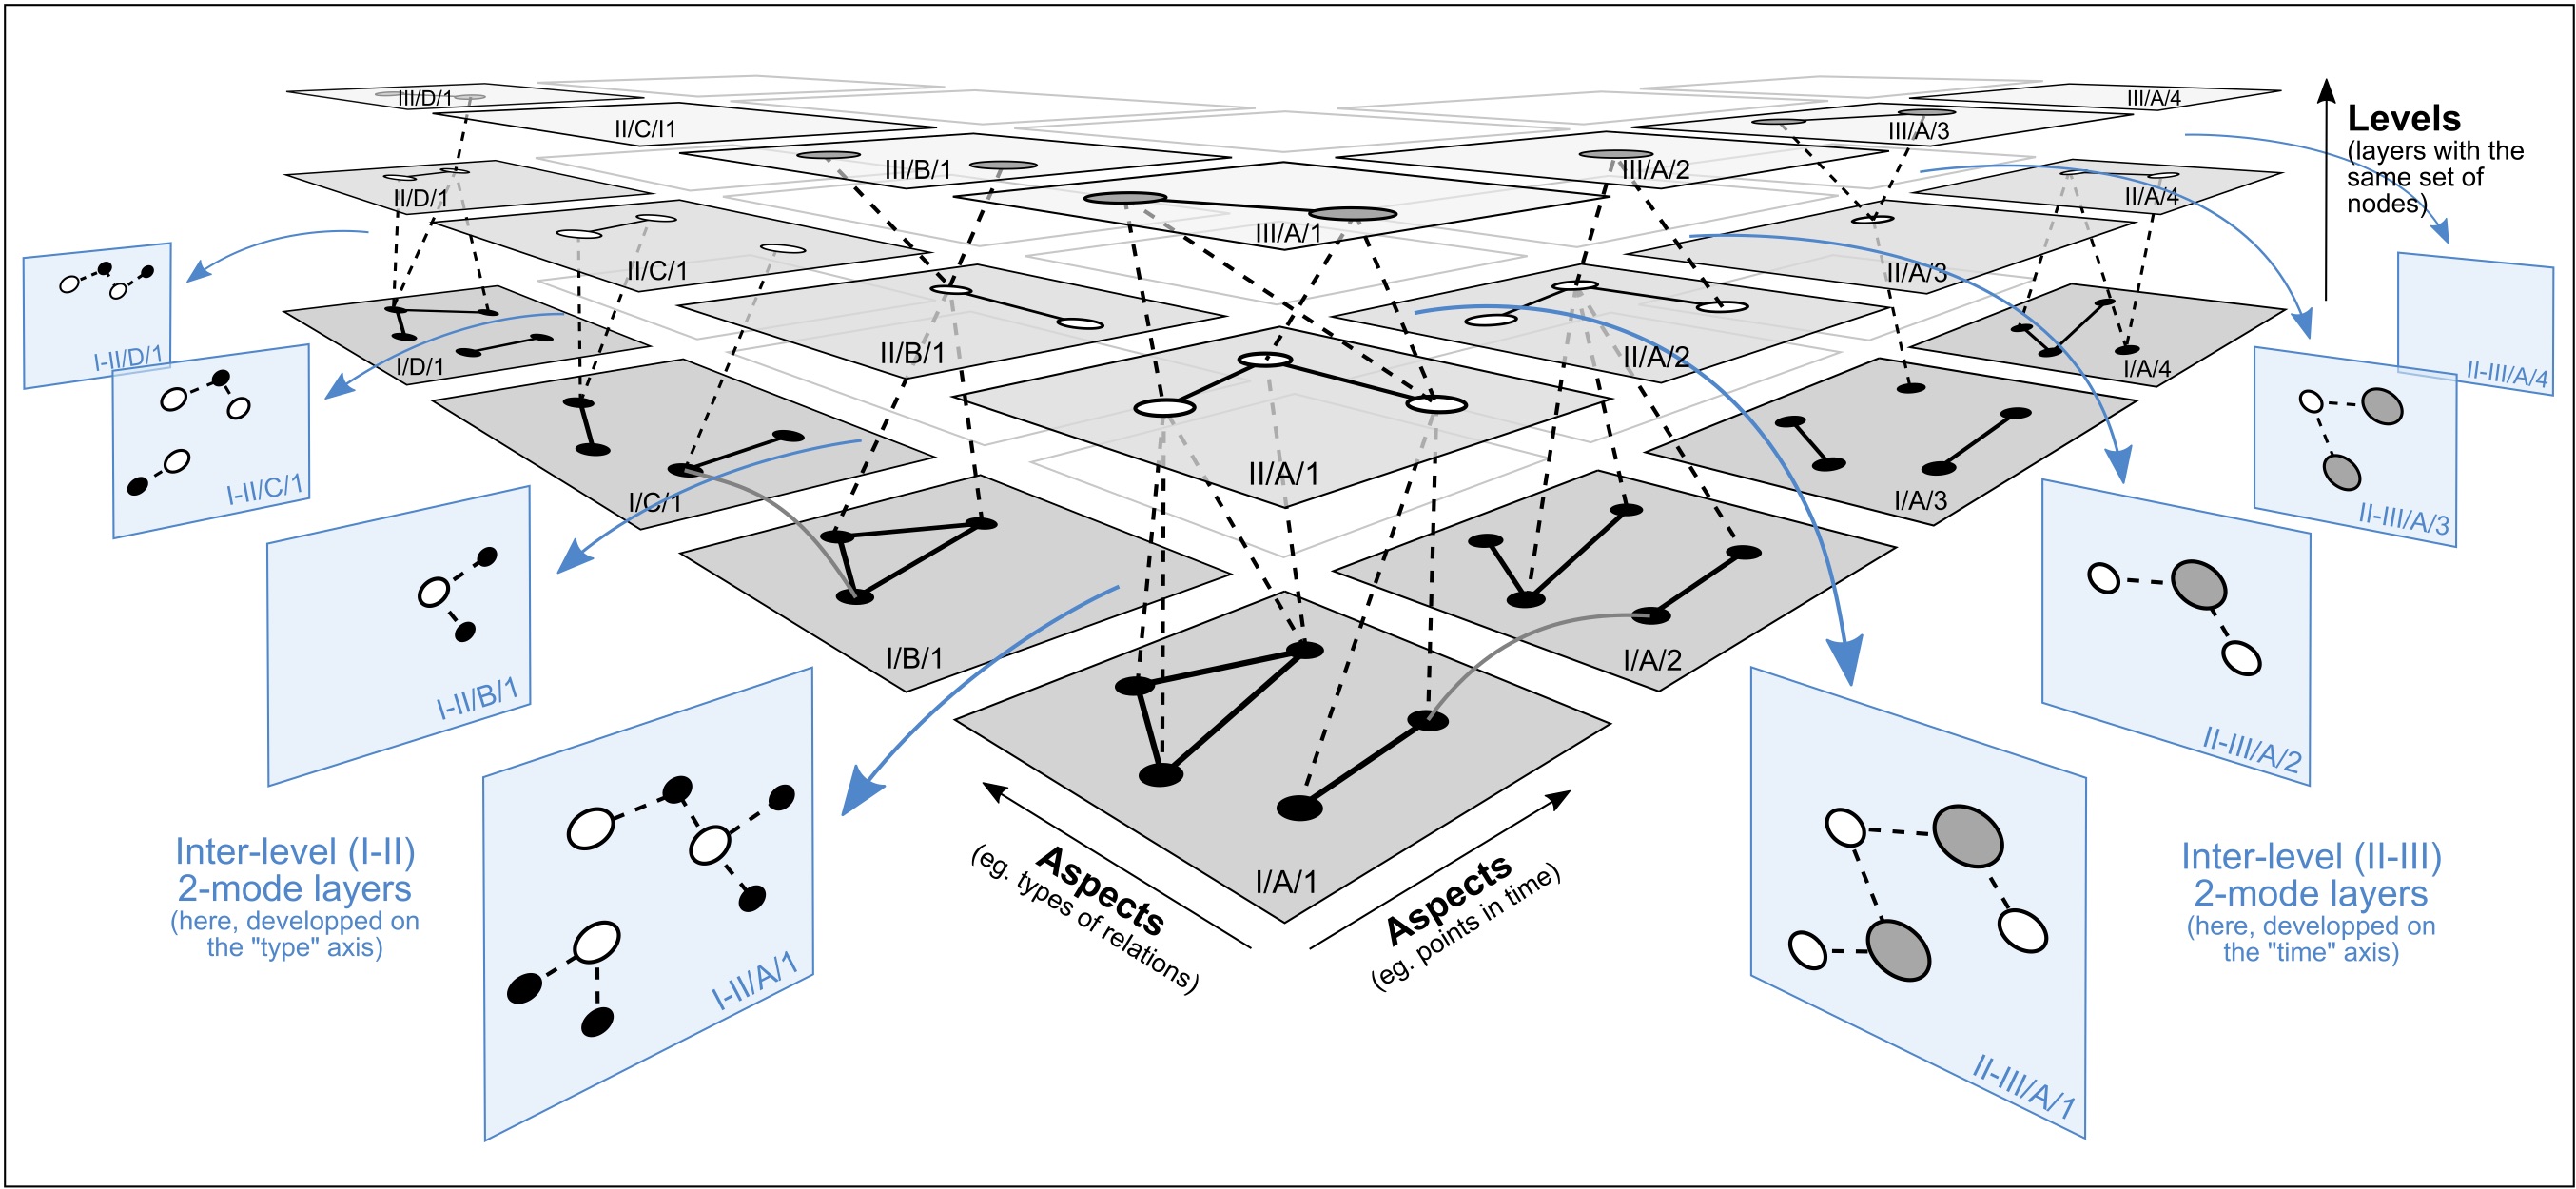 III/D/1
II/C/I1
III/B/1
III/A/1
III/A/2
III/A/3
III/A/4
Levels
(layers with the
same set of
nodes)
II/D/1
II/C/1
II/B/1
II/A/1
II/A/2
II/A/3
II/A/4
I/D/1
I/C/1
I/B/1
I/A/1
I/A/2
I/A/3
I/A/4
I-II/D/1
I-II/C/1
I-II/B/1
I-II/A/1
II-III/A/4
II-III/A/3
II-III/A/2
II-III/A/1
Inter-level (I-II)
2-mode layers
(here, developped on
the "type" axis)
Aspects
(eg. types of relations)
Aspects
(eg. points in time)
Inter-level (II-III)
2-mode layers
(here, developped on
the "time" axis)